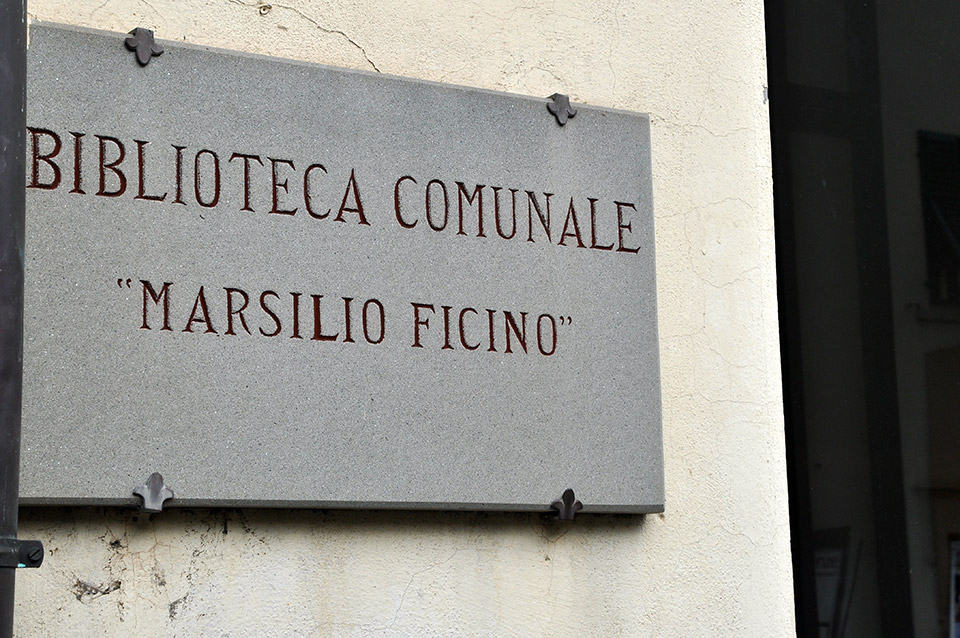 BIBLIOTECA COMUNALE
“MARSILIO FICINO”